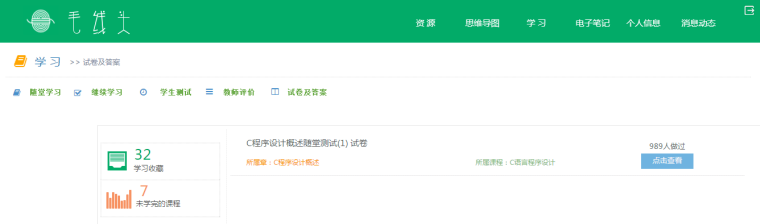 毛线头
资源 思维导图 学习 电子笔记 个人信息 消息动态
学习 >> 试卷及答案
随堂学习 继续学习 学生测试 教师评价 试卷及答案
C程序设计概述随堂测试(1) 试卷
989人做过
32
学习收藏
所属章：C程序设计概述 所属课程：C语言程序设计
点击查看
7
未学完的课程